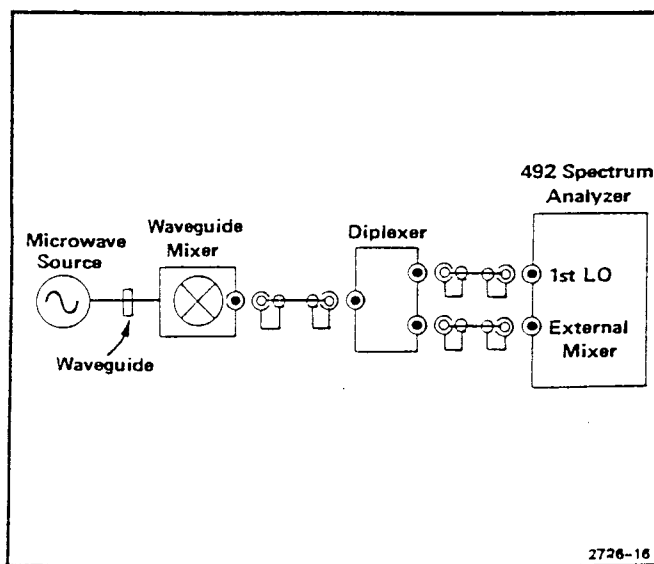 492 Spectrum
Analyzer
Microwave
Source
Waveguide
Mixer
Diplexer
1st LO
External
Mixer
Waveguide
2726-16